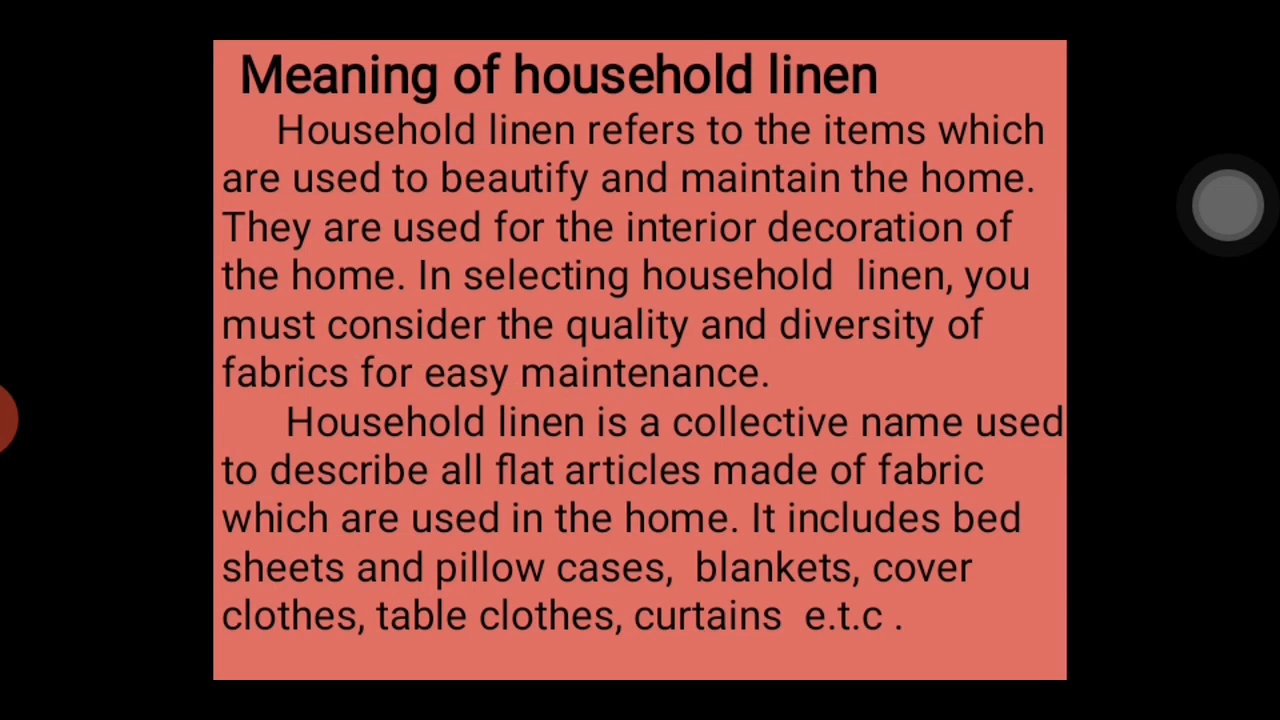 Meaning of household linen
Household linen refers to the items which
are used to beautify and maintain the home.
They are used for the interior decoration of
the home. In selecting household  linen, you
must consider the quality and diversity of
fabrics for easy maintenance.
Household linen is a collective name used
to describe all flat articles made of fabric
which are used in the home. It includes bed
sheets and pillow cases,  blankets, cover
clothes, table clothes, curtains  e.t.c .